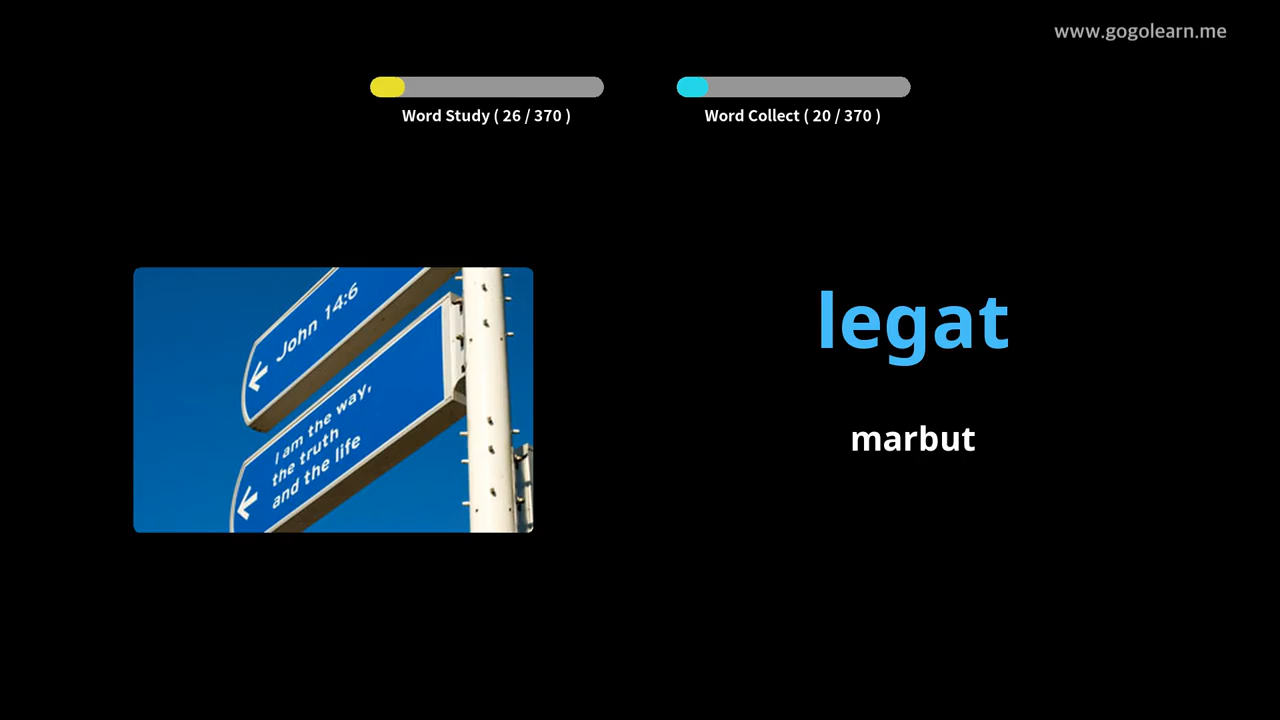 www.gogolearn.me
Word Study ( 26 / 370 )
Word Collect ( 20 / 370 )
John 14:6
I am the way,
the truth
and the life
legat
marbut